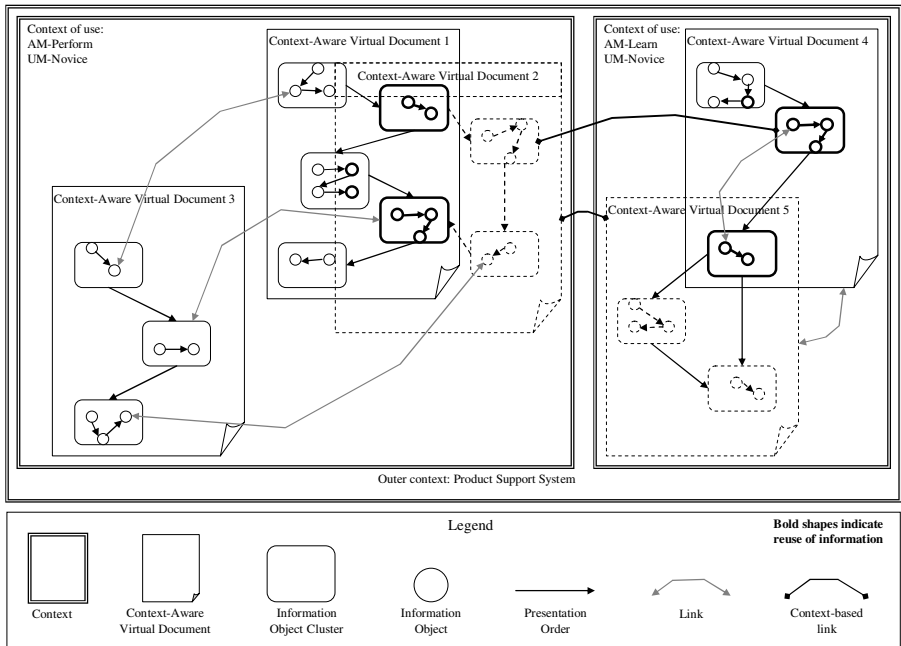 Context of use:
AM-Perform
UM-Novice
Context-Aware Virtual Document 1
Context-Aware Virtual Document 2
Context-Aware Virtual Document 3
Context of use:
AM-Learn
UM-Novice
Context-Aware Virtual Document 4
Context-Aware Virtual Document 5
Outer context: Product Support System
Legend
Bold shapes indicate
reuse of information
Context
Context-Aware
Virtual Document
Information
Object Cluster
Information
Object
Presentation
Order
Link
Context-based
link